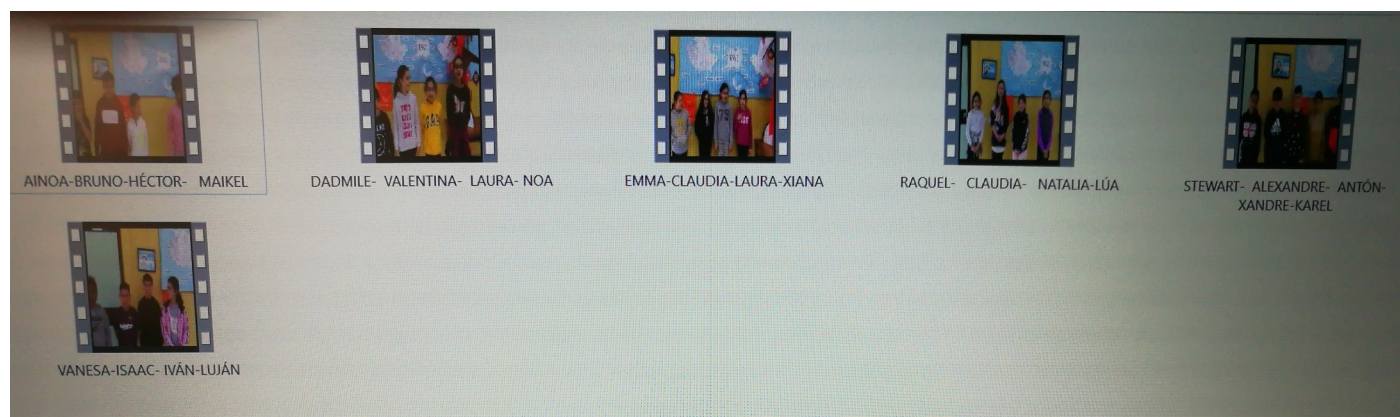 AINOA-BRUNO-HÉCTOR- MAIKEL
DADMILE- VALENTINA- LAURA- NOA
EMMA-CLAUDIA-LAURA-XIANA
RAQUEL- CLAUDIA- NATALIA-LÚA
STEWART- ALEXANDRE- ANTÓN-
XANDRE-KAREL
VANESA-ISAAC- IVÁN-LUJÁN